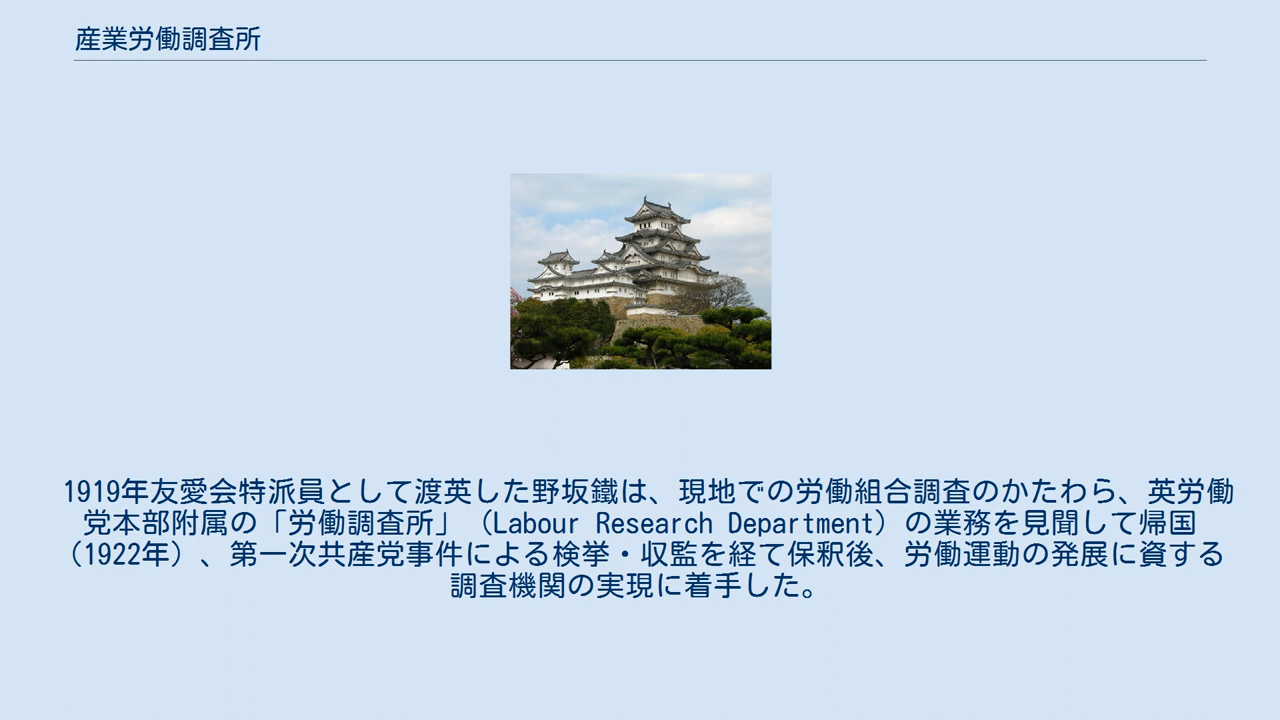 産業労働調査所
1919年友愛会特派員として渡英した野坂鐵は、現地での労働組合調査のかたわら、英労働
党本部附属の「労働調査所」（Labour Research Department）の業務を見聞して帰国
（1922年）、第一次共産党事件による検挙・収監を経て保釈後、労働運動の発展に資する
調査機関の実現に着手した。